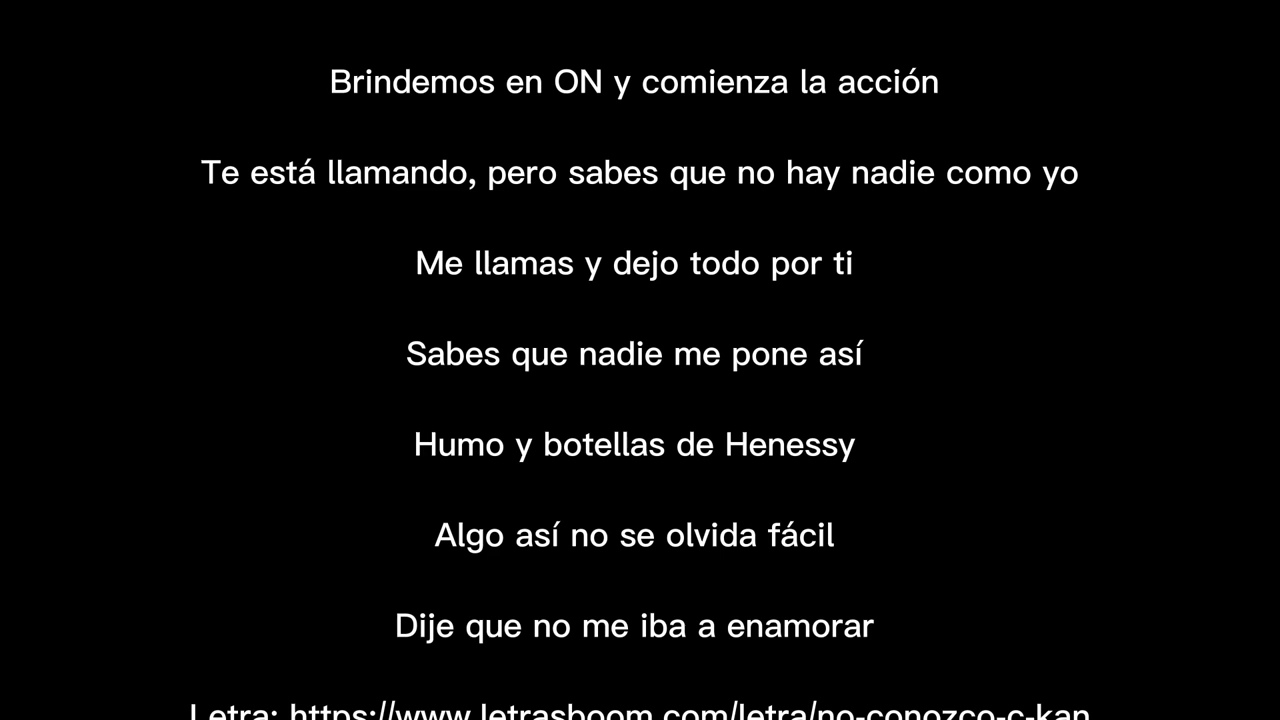 Brindemos en ON y comienza la acción
Te está llamando, pero sabes que no hay nadie como yo
Me llamas y dejo todo por ti
Sabes que nadie me pone así
Humo y botellas de Henessy
Algo así no se olvida fácil
Dije que no me iba a enamorar
Letra: https://www.letrasboom.com/letra/no-conozco-c-kan